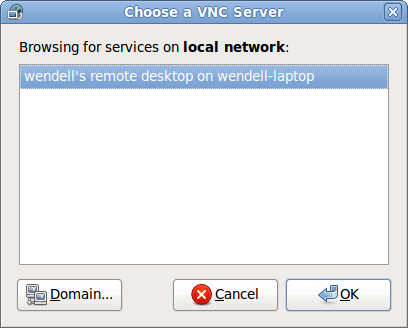 Choose a VNC Server
Browsing for services on local network:
wendell's remote desktop on wendell-laptop
Domain...
Cancel
OK